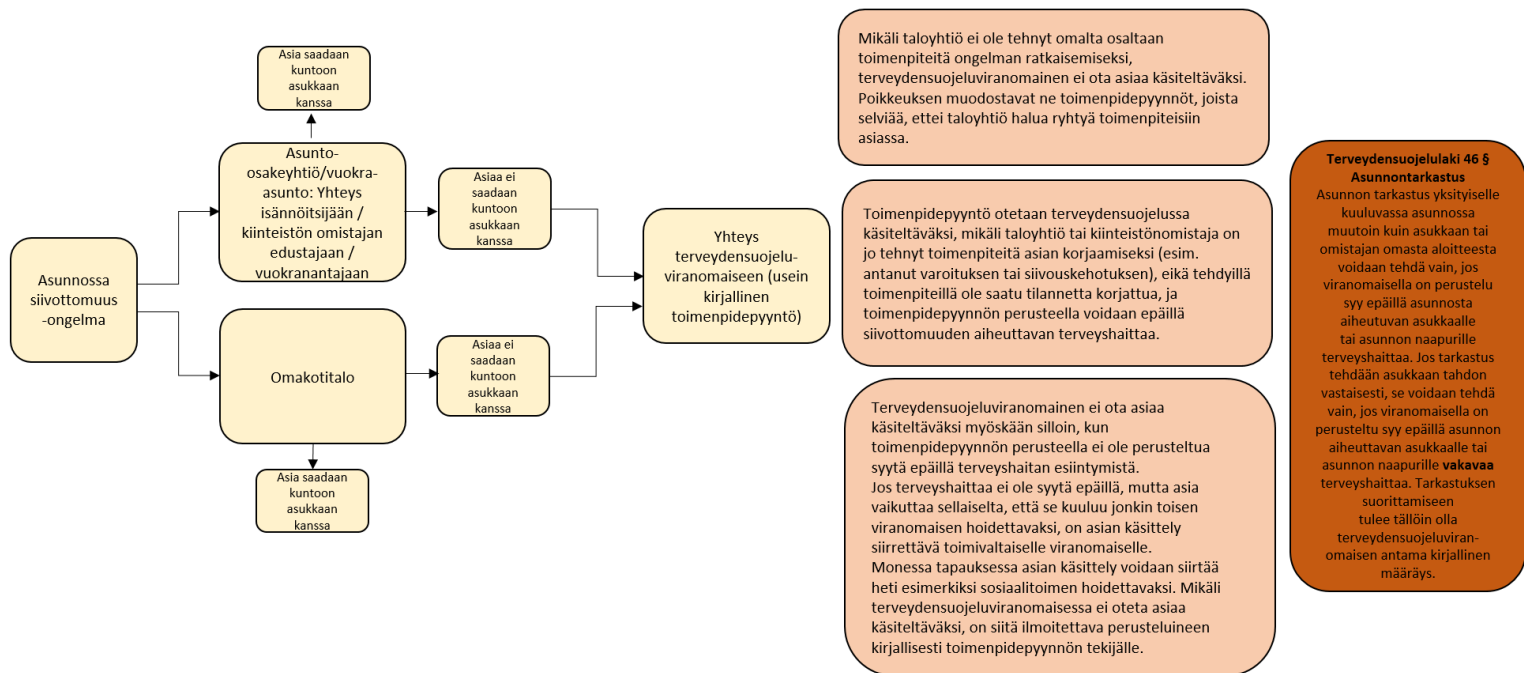 Asunnossa
siivottomuus
-ongelma
Asia saadaan
kuntoon
asukkaan
kanssa
Asunto-
osakeyhtiö/vuokra-
asunto: Yhteys
isännöitsijään /
kiinteistön omistajan
edustajaan /
vuokranantajaan
Omakotitalo
Asia saadaan
kuntoon
asukkaan
kanssa
Asiaa ei
saadaan
kuntoon
asukkaan
kanssa
Asiaa ei
saadaan
kuntoon
asukkaan
kanssa
Yhteys
terveydensuojelu-
viranomaiseen (usein
kirjallinen
toimenpidepyyntö)
Mikäli taloyhtiö ei ole tehnyt omalta osaltaan
toimenpiteitä ongelman ratkaisemiseksi,
terveydensuojeluviranomainen ei ota asiaa käsiteltäväksi.
Poikkeuksen muodostavat ne toimenpidepyynnöt, joista
selviää, ettei taloyhtiö halua ryhtyä toimenpiteisiin
asiassa.
Toimenpidepyyntö otetaan terveydensuojelussa
käsiteltäväksi, mikäli taloyhtiö tai kiinteistönomistaja on
jo tehnyt toimenpiteitä asian korjaamiseksi (esim.
antanut varoituksen tai siivouskehotuksen), eikä tehdyillä
toimenpiteillä ole saatu tilannetta korjattua, ja
toimenpidepyynnön perusteella voidaan epäillä
siivottomuuden aiheuttavan terveyshaittaa.
Terveydensuojeluviranomainen ei ota asiaa
käsiteltäväksi myöskään silloin, kun
toimenpidepyynnön perusteella ei ole perusteltua
syytä epäillä terveyshaitan esiintymistä.
Jos terveyshaittaa ei ole syytä epäillä, mutta asia
vaikuttaa sellaiselta, että se kuuluu jonkin toisen
viranomaisen hoidettavaksi, on asian käsittely
siirrettävä toimivaltaiselle viranomaiselle.
Monessa tapauksessa asian käsittely voidaan siirtää
heti esimerkiksi sosiaalitoimen hoidettavaksi. Mikäli
terveydensuojeluviranomaisessa ei oteta asiaa
käsiteltäväksi, on siitä ilmoitettava perusteluineen
kirjallisesti toimenpidepyynnön tekijälle.
Terveydensuojelulaki 46 §
Asunnontarkastus
Asunnon tarkastus yksityiselle
kuuluvassa asunnossa
muutoin kuin asukkaan tai
omistajan omasta aloitteesta
voidaan tehdä vain, jos
viranomaisella on perustelu
syy epäillä asunnosta
aiheutuvan asukkaalle
tai asunnon naapurille
terveyshaittaa. Jos tarkastus
tehdään asukkaan tahdon
vastaisesti, se voidaan tehdä
vain, jos viranomaisella on
perusteltu syy epäillä asunnon
aiheuttavan asukkaalle tai
asunnon naapurille vakavaa
terveyshaittaa. Tarkastuksen
suorittamiseen
tulee tällöin olla
terveydensuojeluviran-
omaisen antama kirjallinen
määräys.